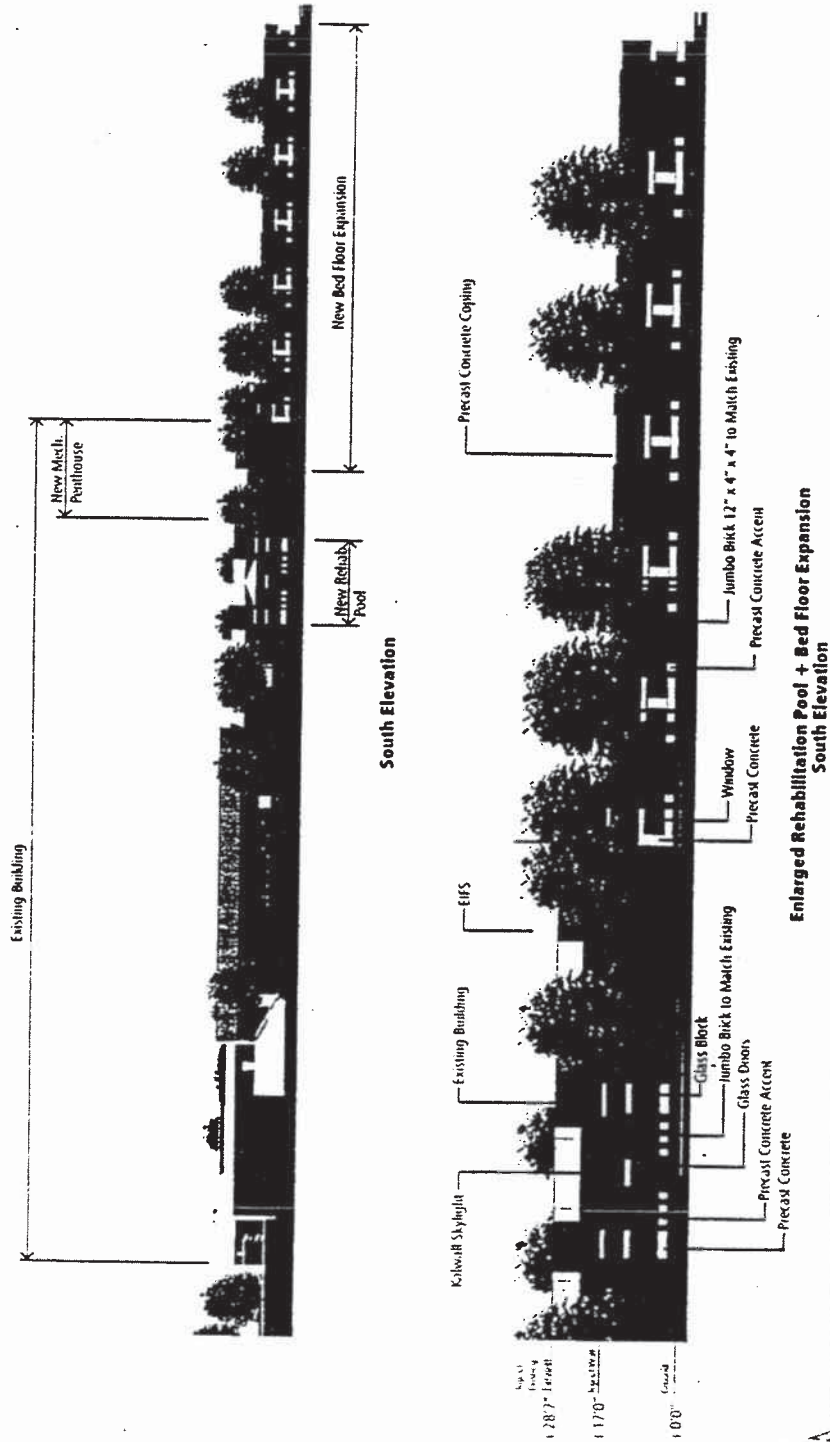 Existing Building
New Mech.
Penthouse
New Rehab
Pool
New Bed Floor Expansion
South Elevation
Kalwall Skylight
Existing Building
EIFS
Precast Concrete Coping
28'7"
17'0"
0'0"
Glass Block
Jumbo Brick to Match Existing
Glass Doors
Precast Concrete Accent
Precast Concrete
Window
Precast Concrete
Jumbo Brick 12" x 4" x 4" to Match Existing
Precast Concrete Accent
Enlarged Rehabilitation Pool + Bed Floor Expansion
South Elevation